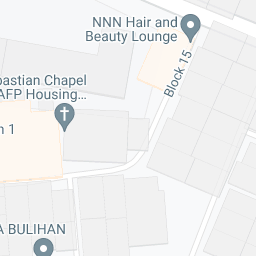 NNN Hair and
Beauty Lounge
Block 15
bastian Chapel
AFP Housing...
n 1
A BULIHAN